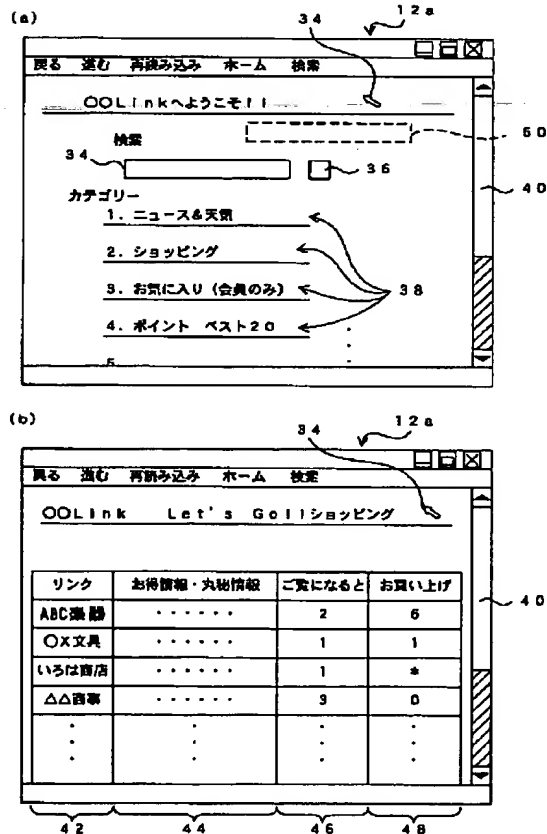 (a)
34
12a
戻る 進む 再読み込み ホーム 検索
○○Linkへようこそ!!
検索
50
34
36
40
カテゴリー
1. ニュース&天気
2. ショッピング
3. お気に入り (会員のみ)
38
4. ポイント ベスト20
5
(b)
34
12a
戻る 進む 再読み込み ホーム 検索
○○Link Let's Go!!ショッピング
リンク お得情報・丸秘情報 ご覧になると お買い上げ
40
ABC楽器 ・・・・・・ 2 6
○×文具 ・・・・・・ 1 1
いろは商店 ・・・・・・ 1 *
△△商事 ・・・・・・ 3 0
42 44 46 48